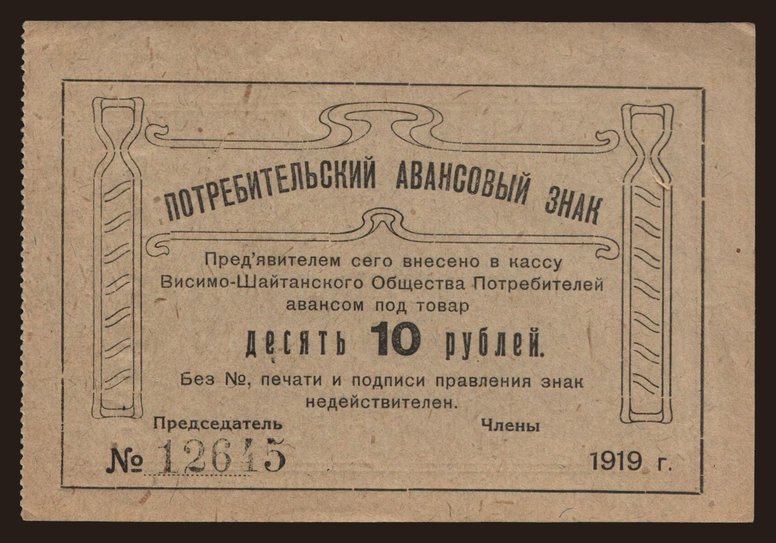 ПОТРЕБИТЕЛЬСКИЙ АВАНСОВЫЙ ЗНАК
Пред’явителем сего внесено в кассу
Висимо-Шайтанского Общества Потребителей
авансом под товар
десять 10 рублей.
Без №, печати и подписи правления знак
недействителен.
Председатель Члены
№ 12645 1919 г.